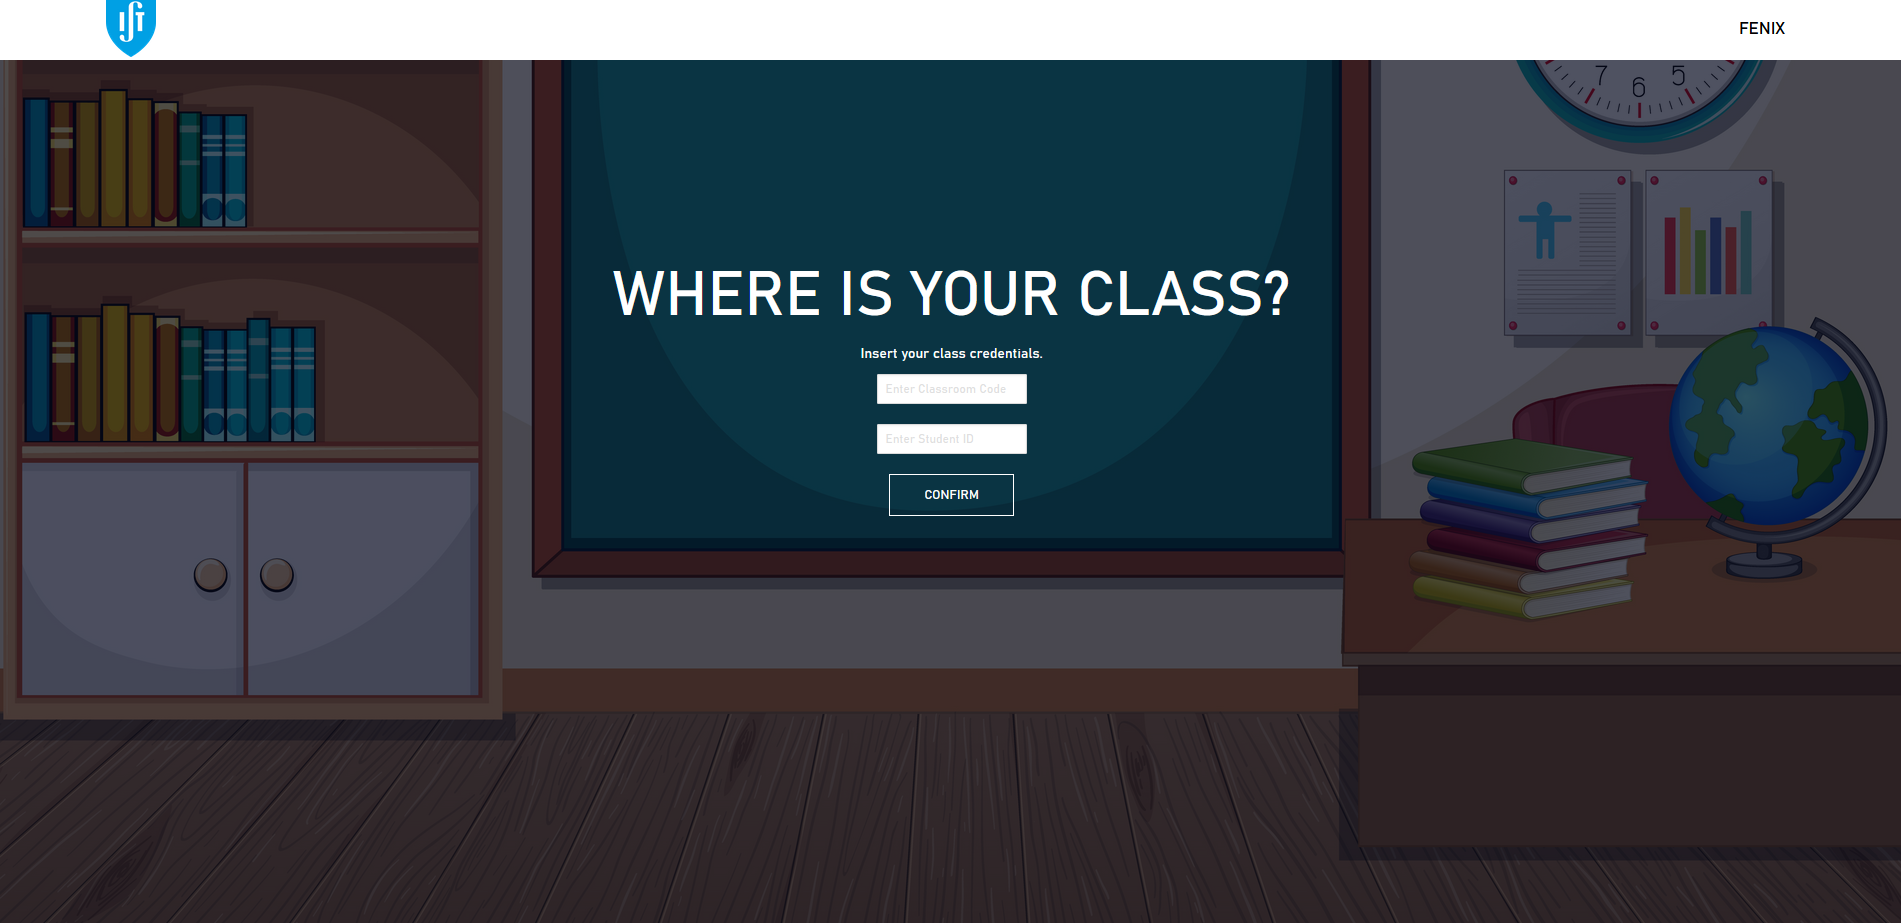 IST
FENIX
7 6 5
WHERE IS YOUR CLASS?
Insert your class credentials.
Enter Classroom Code
Enter Student ID
CONFIRM